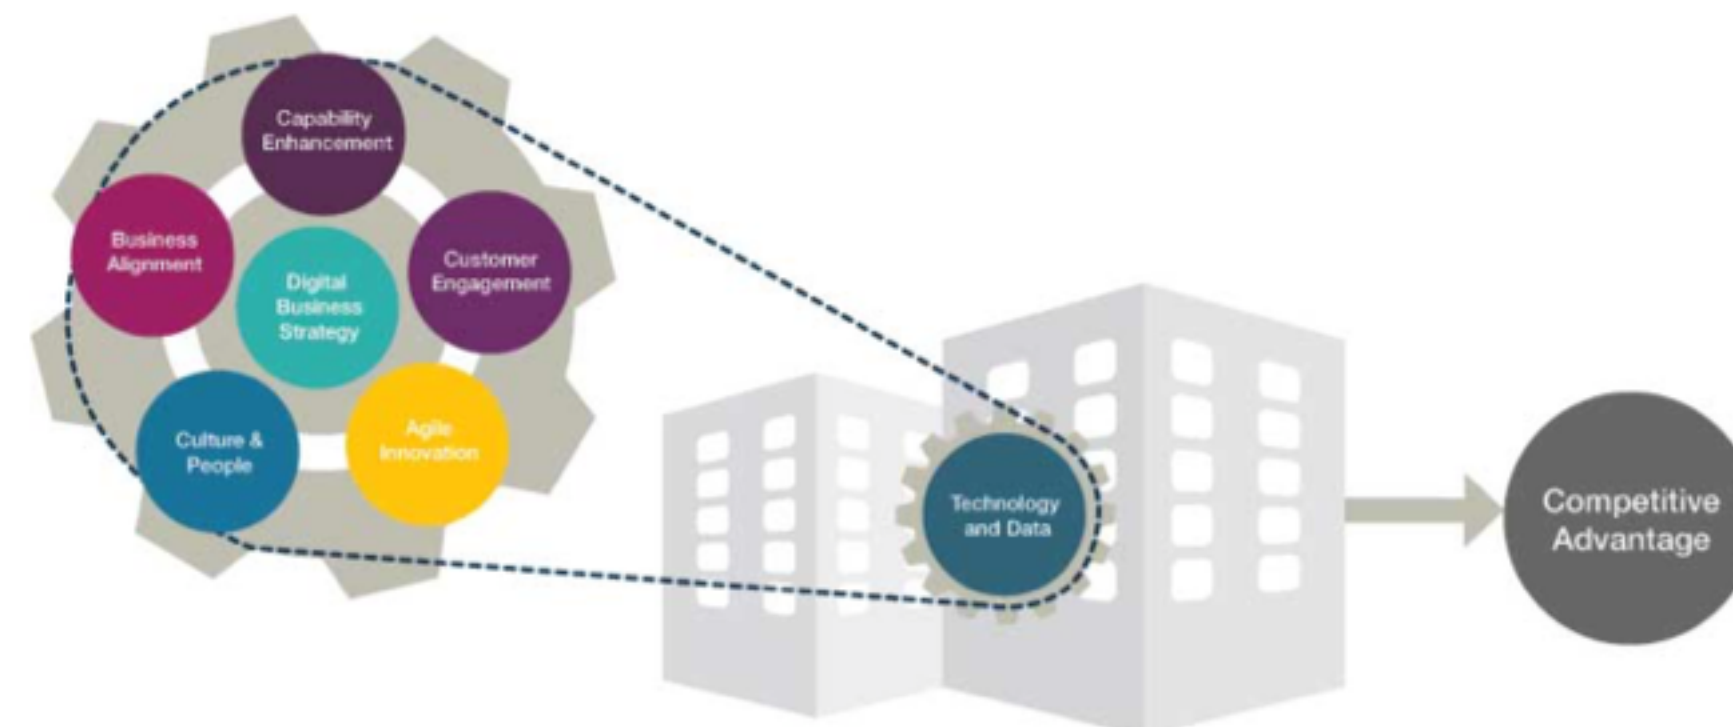 Capability
Enhancement
Business
Alignment
Customer
Engagement
Digital
Business
Strategy
Culture &
People
Agile
Innovation
Technology
and Data
Competitive
Advantage